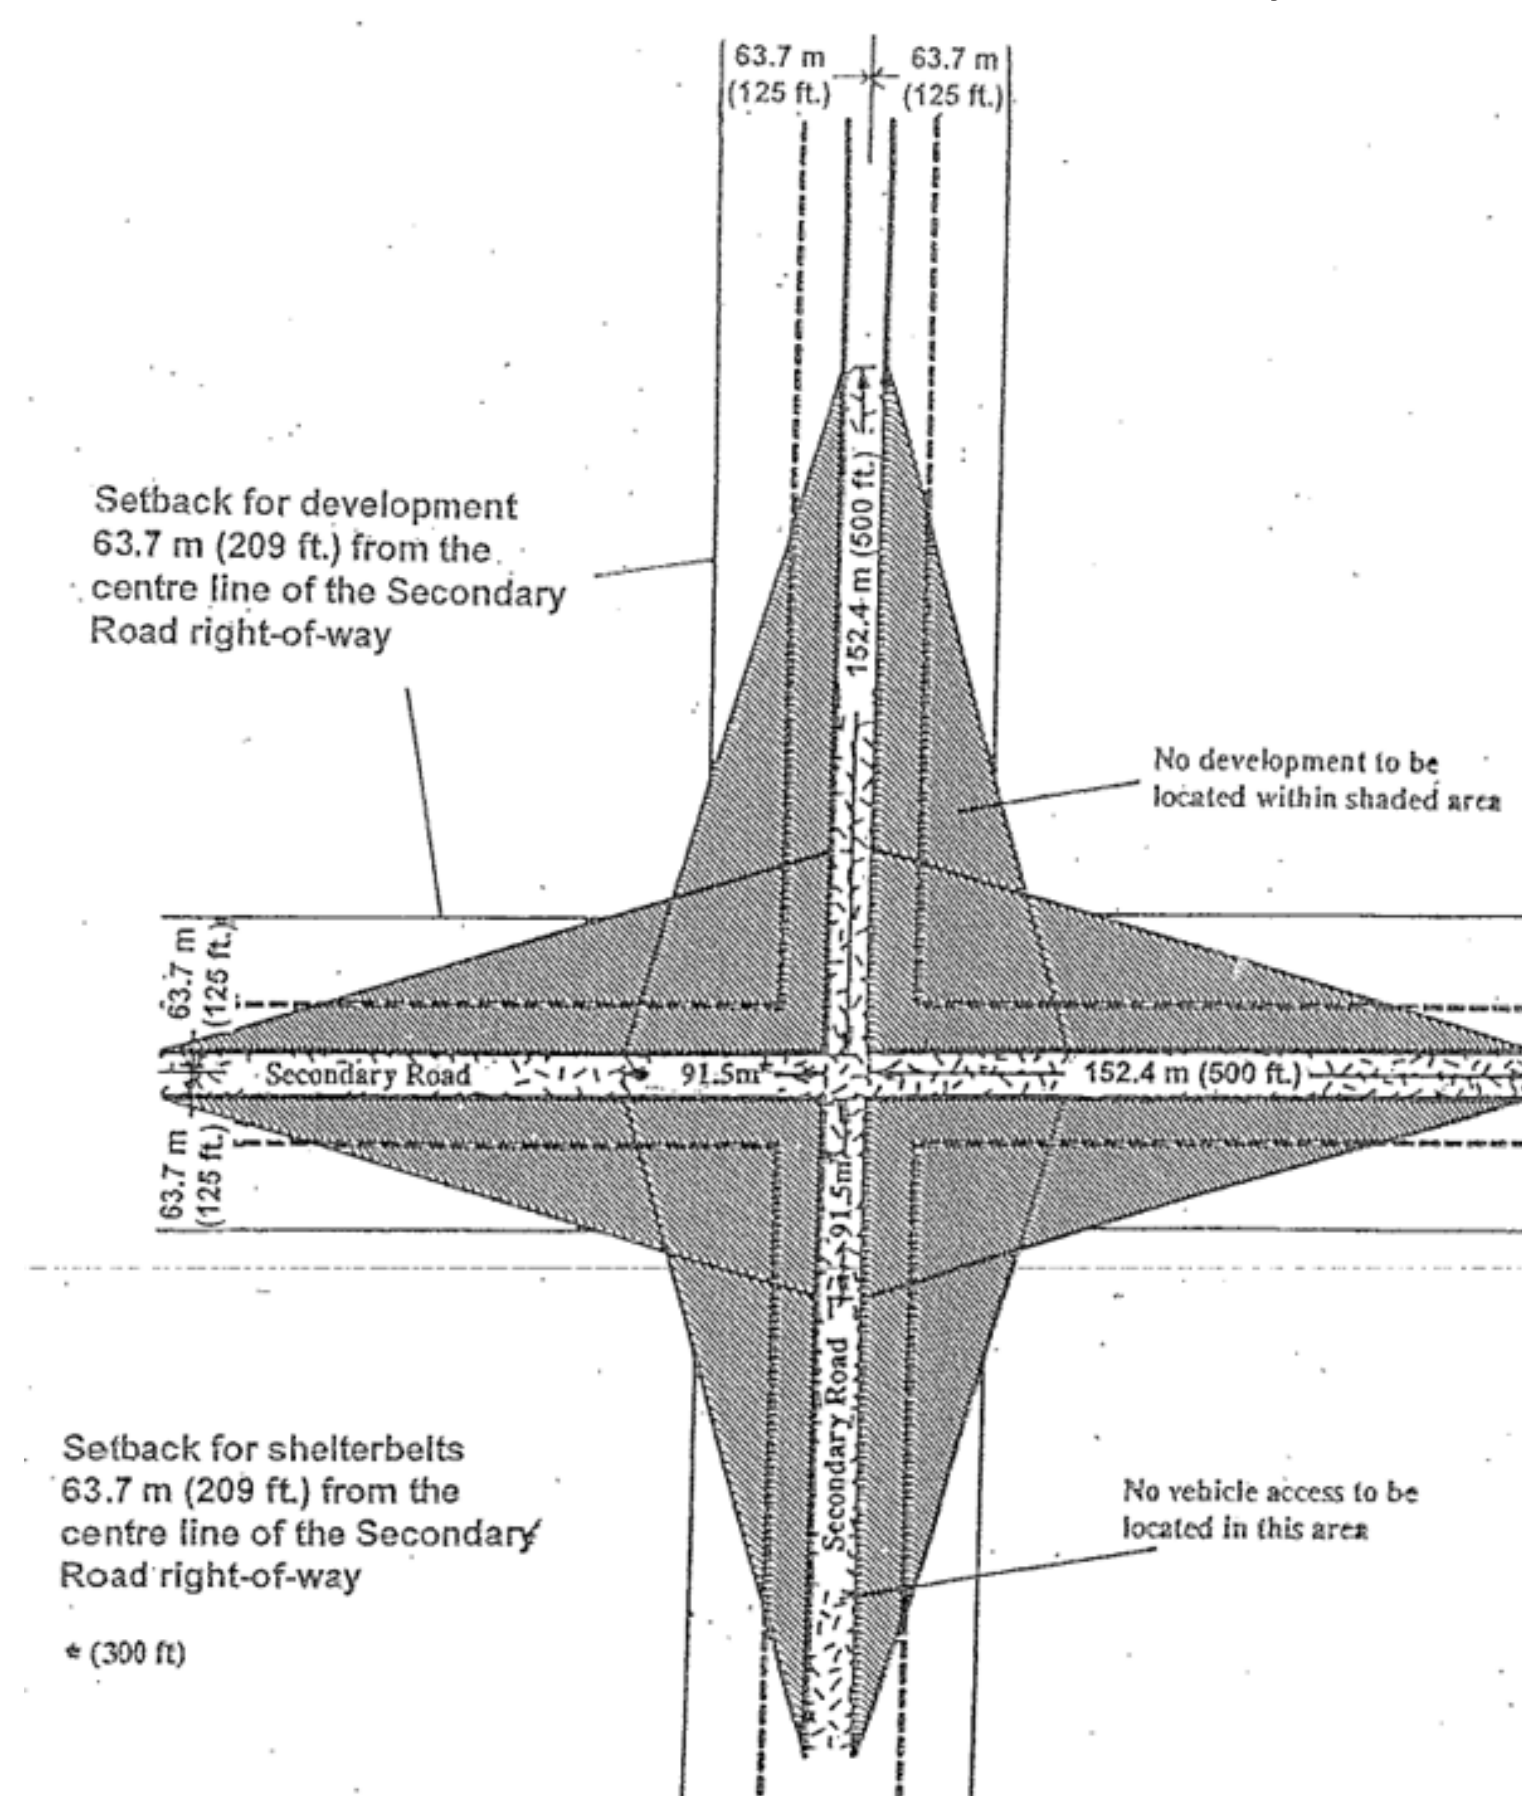 63.7 m
(125 ft.)
63.7 m
(125 ft.)
152.4 m (500 ft.)
Setback for development
63.7 m (209 ft.) from the
centre line of the Secondary
Road right-of-way
No development to be
located within shaded area
63.7 m
(125 ft.)
Secondary Road
91.5m
152.4 m (500 ft.)
63.7 m
(125 ft.)
91.5m
Secondary Road
Setback for shelterbelts
63.7 m (209 ft.) from the
centre line of the Secondary
Road right-of-way
* (300 ft)
No vehicle access to be
located in this area